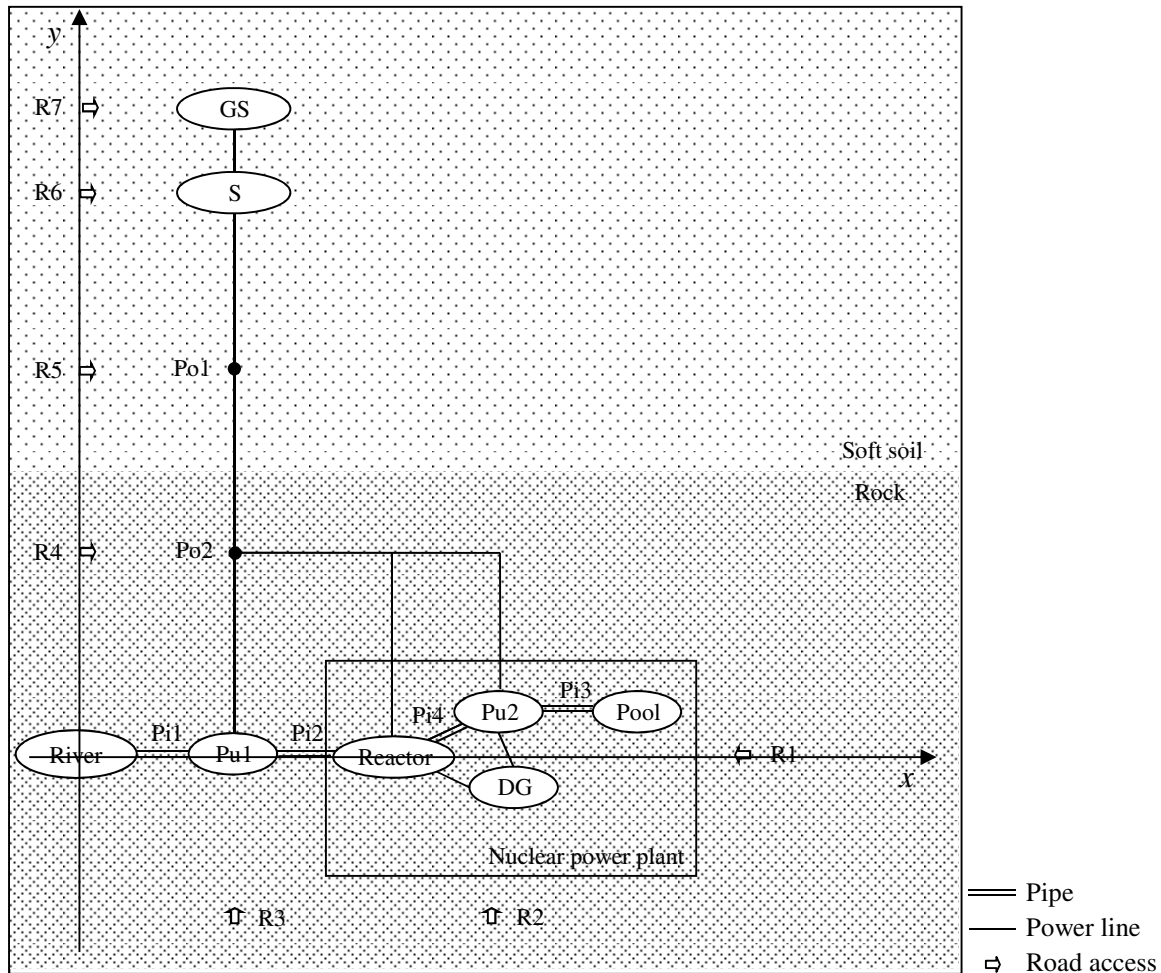 y
R7
GS
R6
S
R5
Po1
Soft soil
Rock
R4
Po2
Pi3
Pi4
Pu2
Pool
River
Pi1
Pu1
Pi2
Reactor
R1
x
DG
Nuclear power plant
R3
R2
Pipe
Power line
Road access